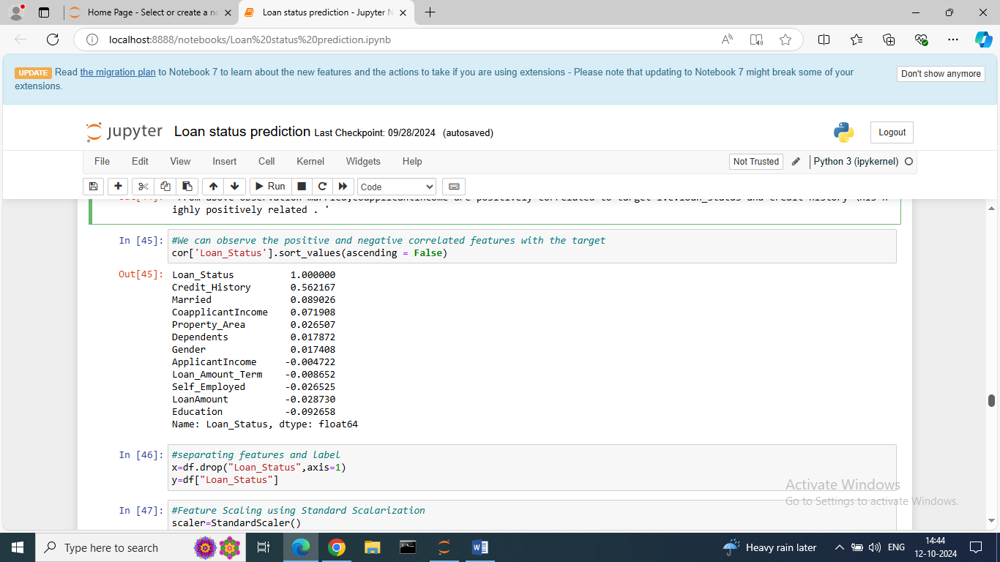 Home Page - Select or create a n
Loan status prediction - Jupyter N
localhost:8888/notebooks/Loan%20status%20prediction.ipynb
UPDATE Read the migration plan to Notebook 7 to learn about the new features and the actions to take if you are using extensions - Please note that updating to Notebook 7 might break some of your
extensions.
Don't show anymore
jupyter Loan status prediction Last Checkpoint: 09/28/2024 (autosaved)
Logout
File Edit View Insert Cell Kernel Widgets Help
Not Trusted Python 3 (ipykernel)
Run Code
ighly positively related . '
In [45]: #We can observe the positive and negative correlated features with the target
cor['Loan_Status'].sort_values(ascending = False)
Out[45]: Loan_Status 1.000000
Credit_History 0.562167
Married 0.089026
CoapplicantIncome 0.071908
Property_Area 0.026507
Dependents 0.017872
Gender 0.017408
ApplicantIncome -0.004722
Loan_Amount_Term -0.008652
Self_Employed -0.026525
LoanAmount -0.028730
Education -0.092658
Name: Loan_Status, dtype: float64
In [46]: #separating features and label
x=df.drop("Loan_Status",axis=1)
y=df["Loan_Status"]
Activate Windows
Go to Settings to activate Windows.
In [47]: #Feature Scaling using Standard Scalarization
scaler=StandardScaler()
Type here to search
Heavy rain later
ENG
14:44
12-10-2024